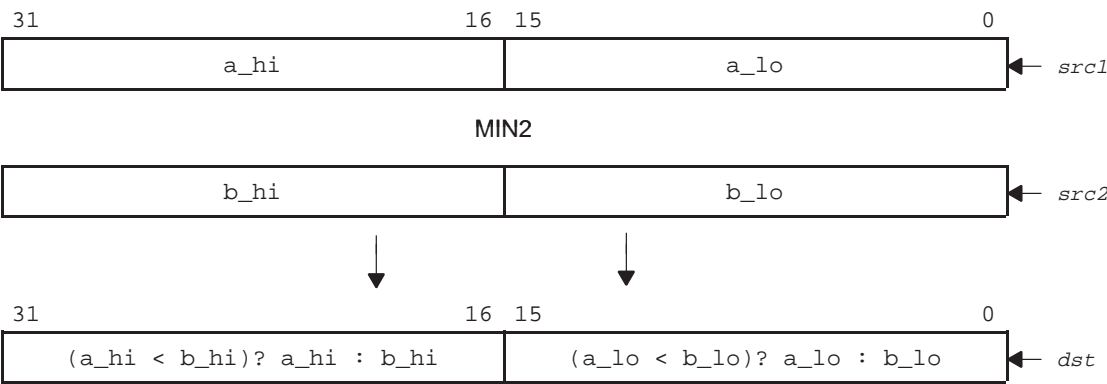 31 16 15 0
a_hi a_lo src1
MIN2
b_hi b_lo src2
31 16 15 0
(a_hi < b_hi)? a_hi : b_hi (a_lo < b_lo)? a_lo : b_lo dst